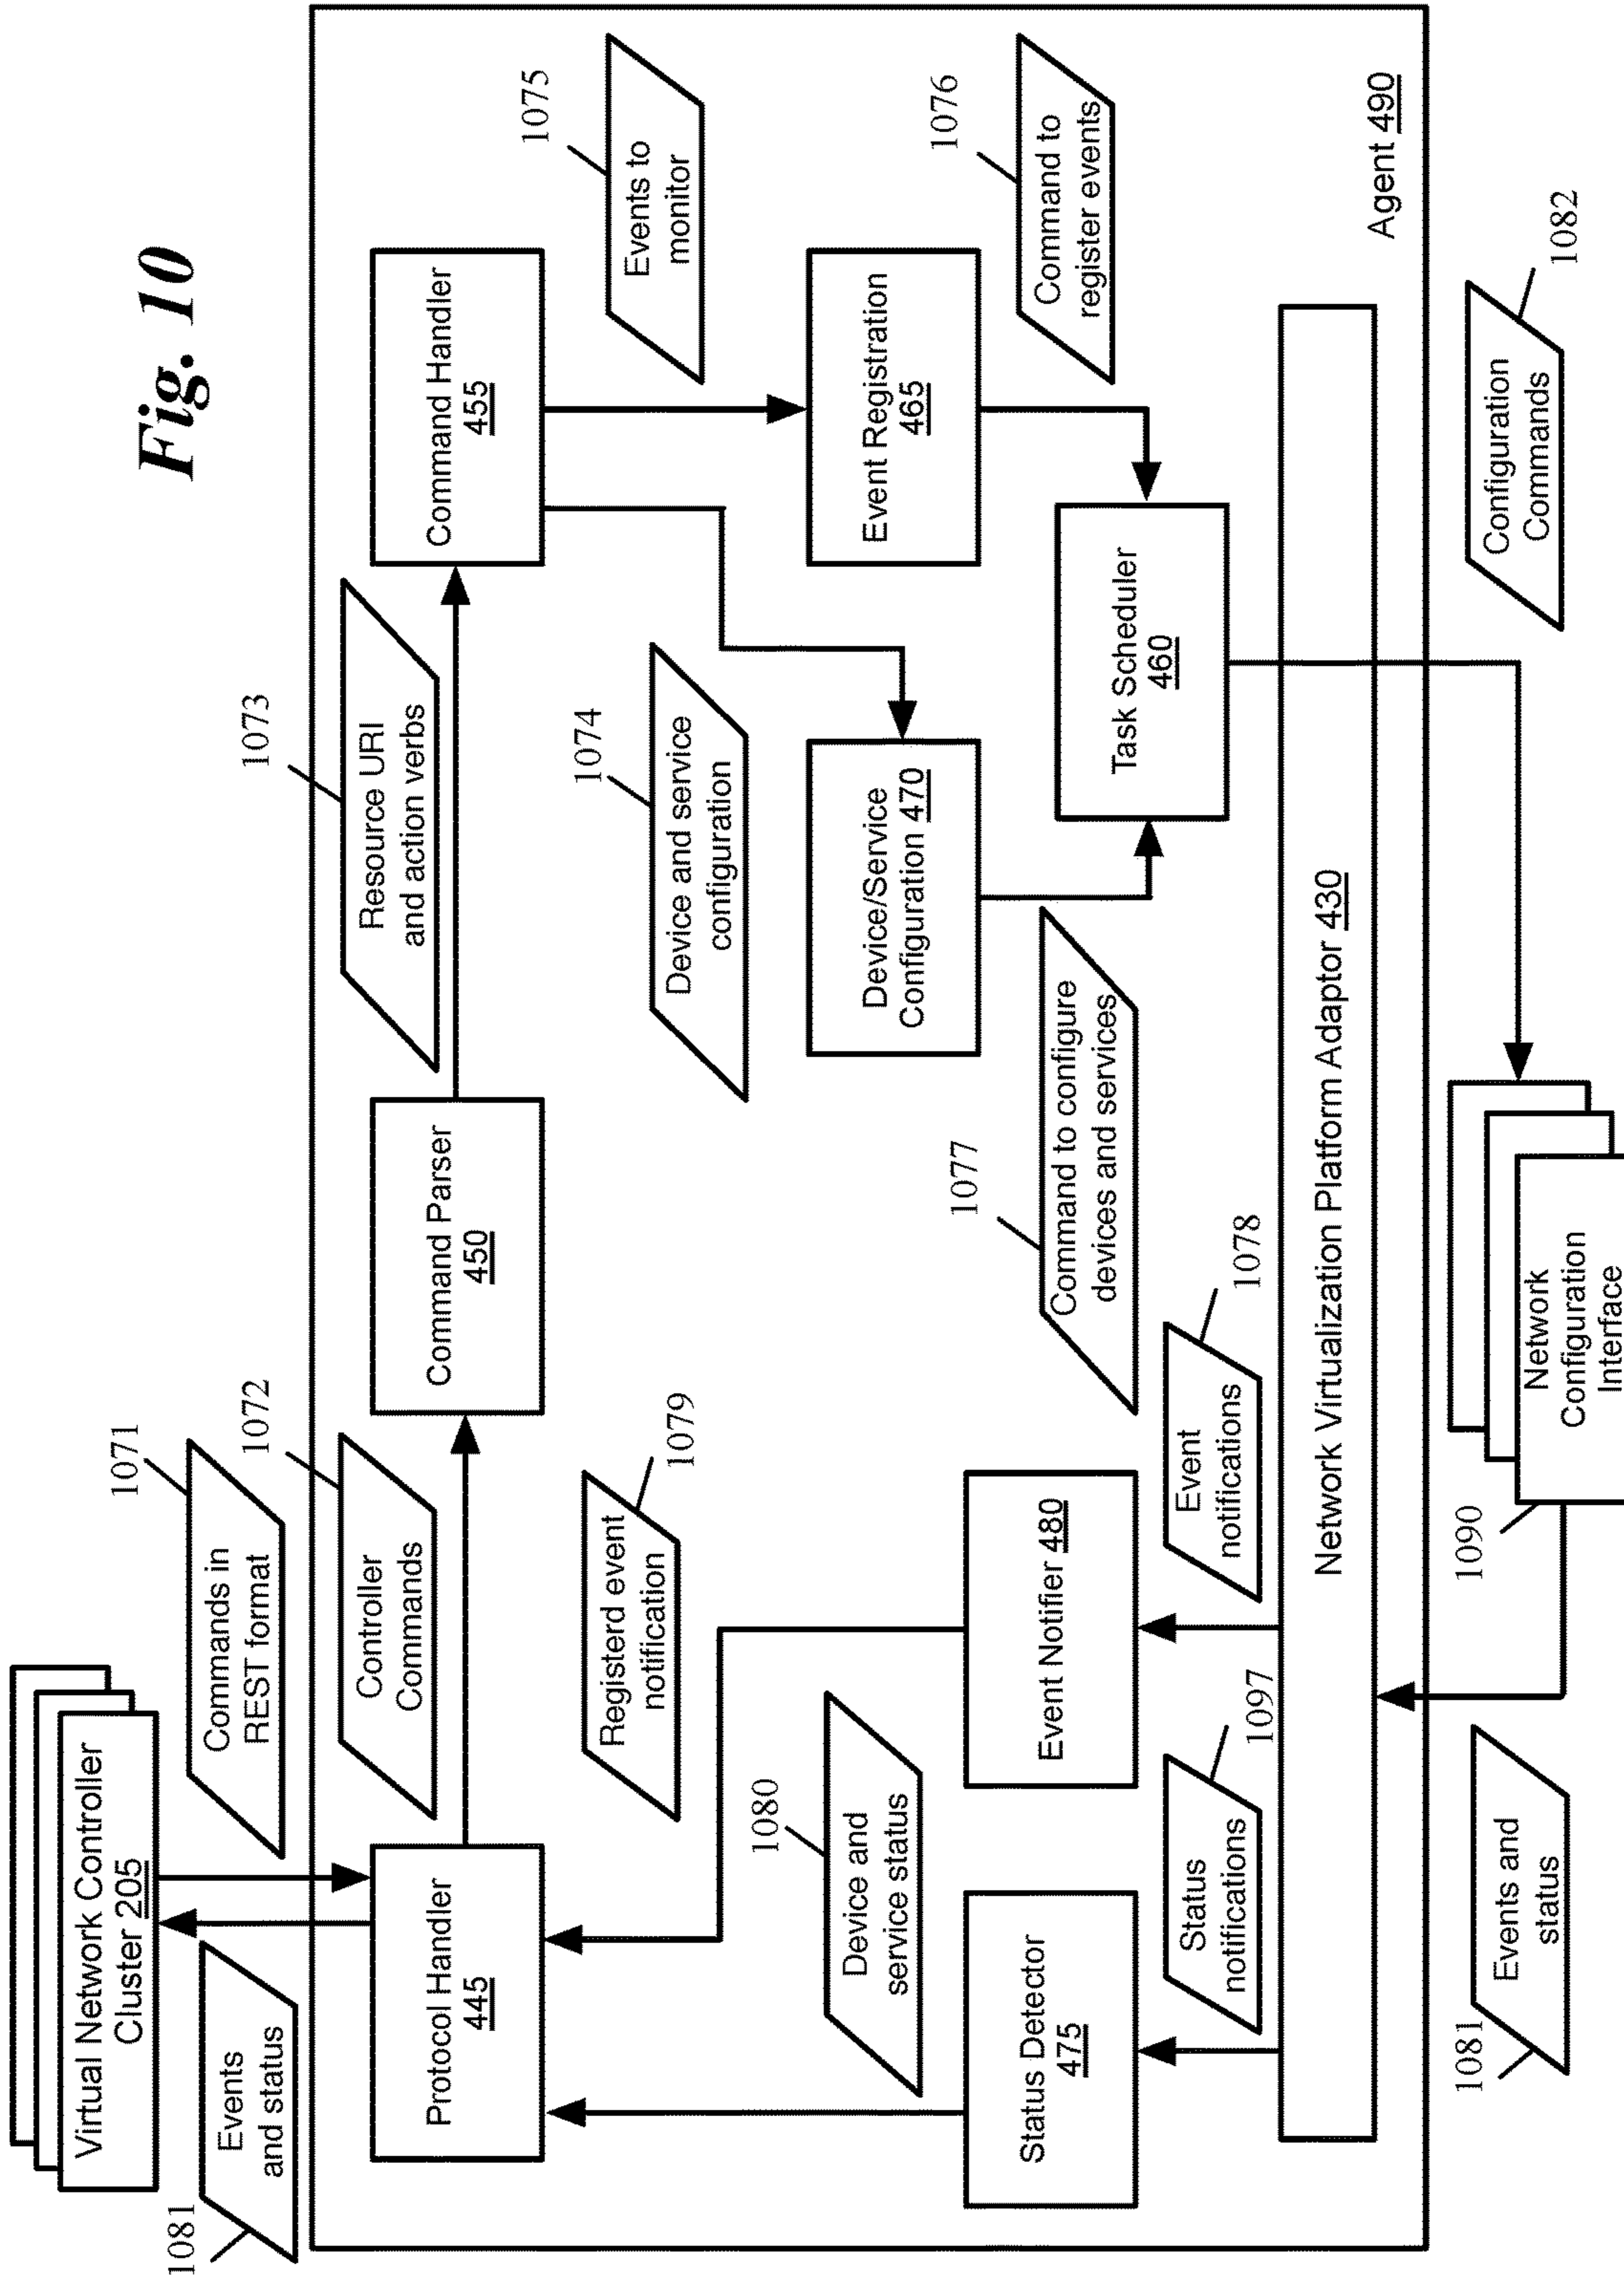 Fig. 10
Virtual Network Controller
Cluster 205
1071
Commands in
REST format
Events
and status
1081
1072
Controller
Commands
1073
Resource URI
and action verbs
Protocol Handler
445
Command Parser
450
Command Handler
455
1079
Registerd event
notification
1074
Device and service
configuration
1075
Events to
monitor
1080
Device and
service status
Device/Service
Configuration 470
Event Registration
465
Status Detector
475
Event Notifier 480
1077
Command to configure
devices and services
Task Scheduler
460
1076
Command to
register events
Status
notifications
1097
Event
notifications
1078
Network Virtualization Platform Adaptor 430
Agent 490
1081
Events and
status
1090
Network
Configuration
Interface
Configuration
Commands
1082